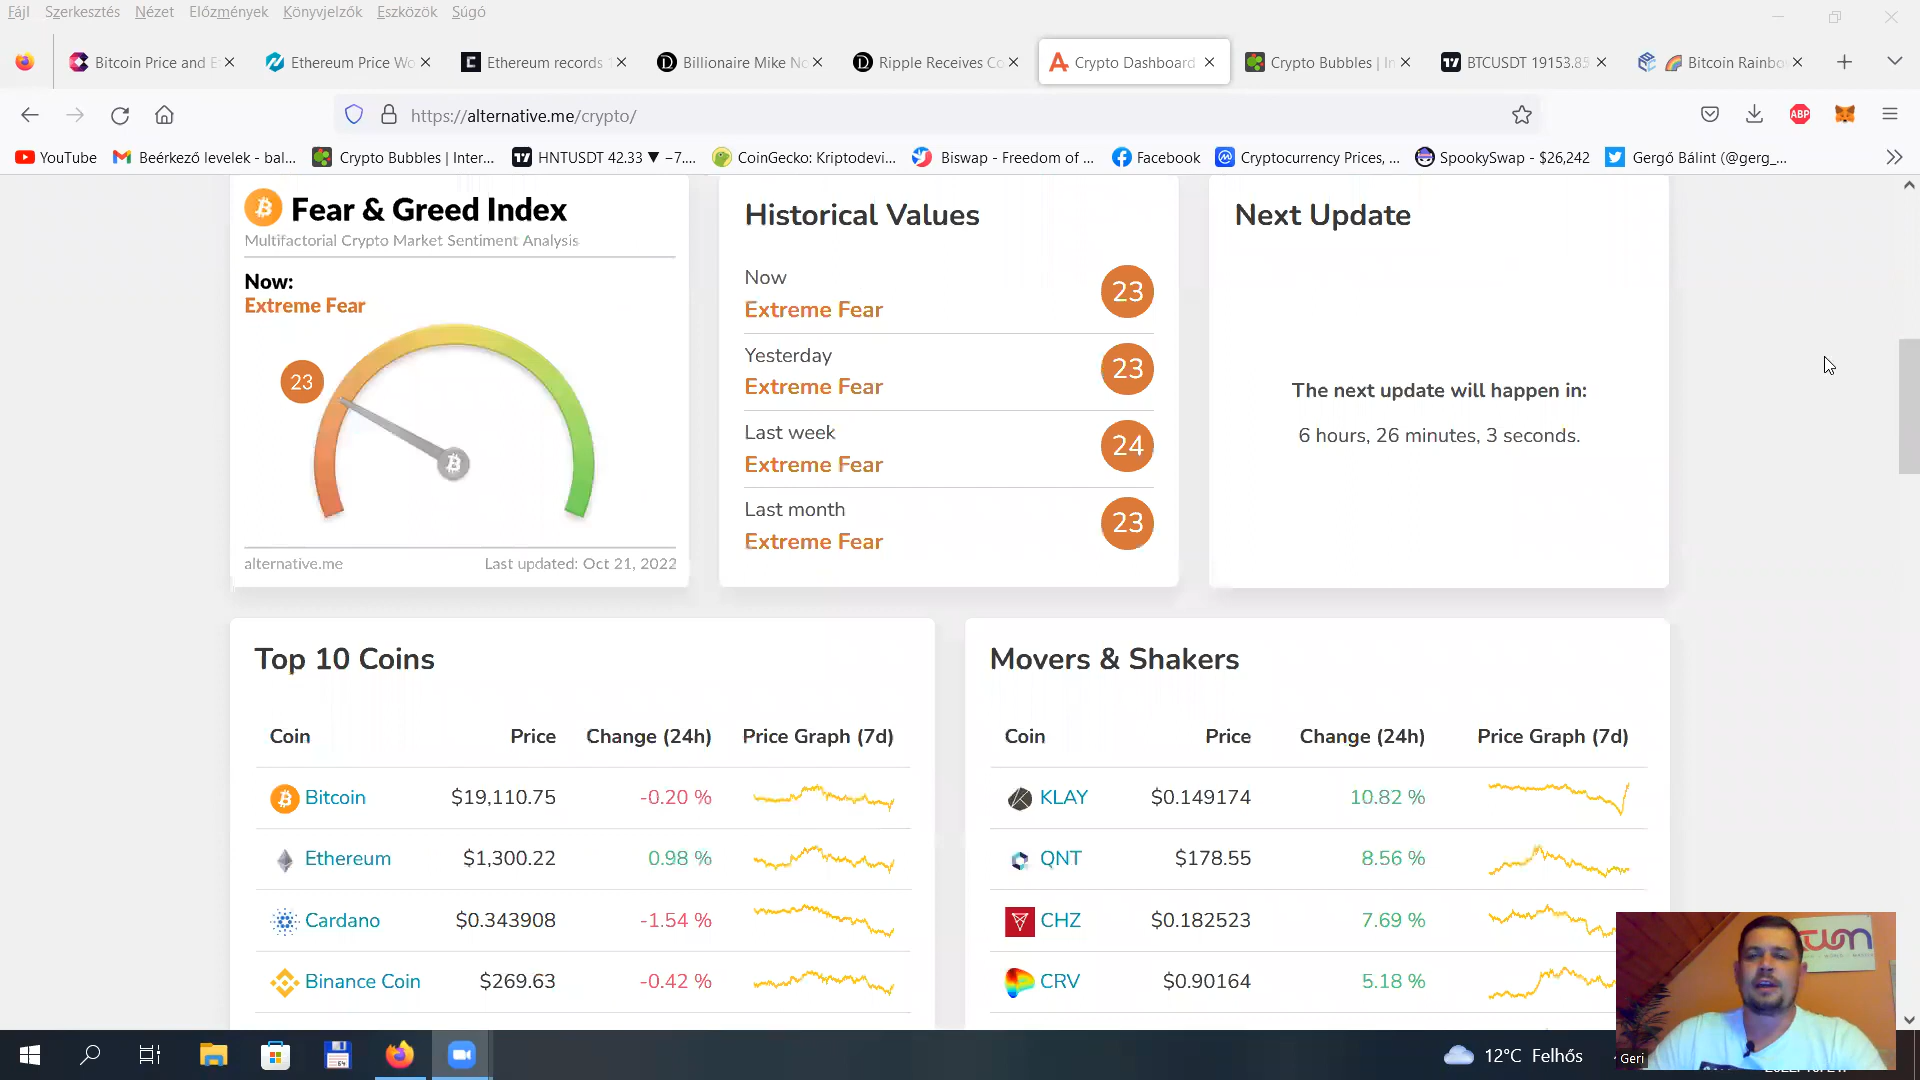 Fájl Szerkesztés Nézet Előzmények Könyvjelzők Eszközök Súgó
Bitcoin Price and E
Ethereum Price Wo
Ethereum records 1
Billionaire Mike No
Ripple Receives Co
Crypto Dashboard
Crypto Bubbles | In
BTCUSDT 19153.85
Bitcoin Rainbo
https://alternative.me/crypto/
ABP
YouTube
Beérkező levelek - bal...
Crypto Bubbles | Inter...
HNTUSDT 42.33 ▼ −7....
CoinGecko: Kriptodevi...
Biswap - Freedom of ...
Facebook
Cryptocurrency Prices, ...
SpookySwap - $26,242
Gergő Bálint (@gerg_...
Fear & Greed Index
Multifactorial Crypto Market Sentiment Analysis
Now:
Extreme Fear
23
alternative.me
Last updated: Oct 21, 2022
Historical Values
Now
Extreme Fear
23
Yesterday
Extreme Fear
23
Last week
Extreme Fear
24
Last month
Extreme Fear
23
Next Update
The next update will happen in:
6 hours, 26 minutes, 3 seconds.
Top 10 Coins
Coin Price Change (24h) Price Graph (7d)
Bitcoin $19,110.75 -0.20 %
Ethereum $1,300.22 0.98 %
Cardano $0.343908 -1.54 %
Binance Coin $269.63 -0.42 %
Movers & Shakers
Coin Price Change (24h) Price Graph (7d)
KLAY $0.149174 10.82 %
QNT $178.55 8.56 %
CHZ $0.182523 7.69 %
CRV $0.90164 5.18 %
Geri
12°C Felhős